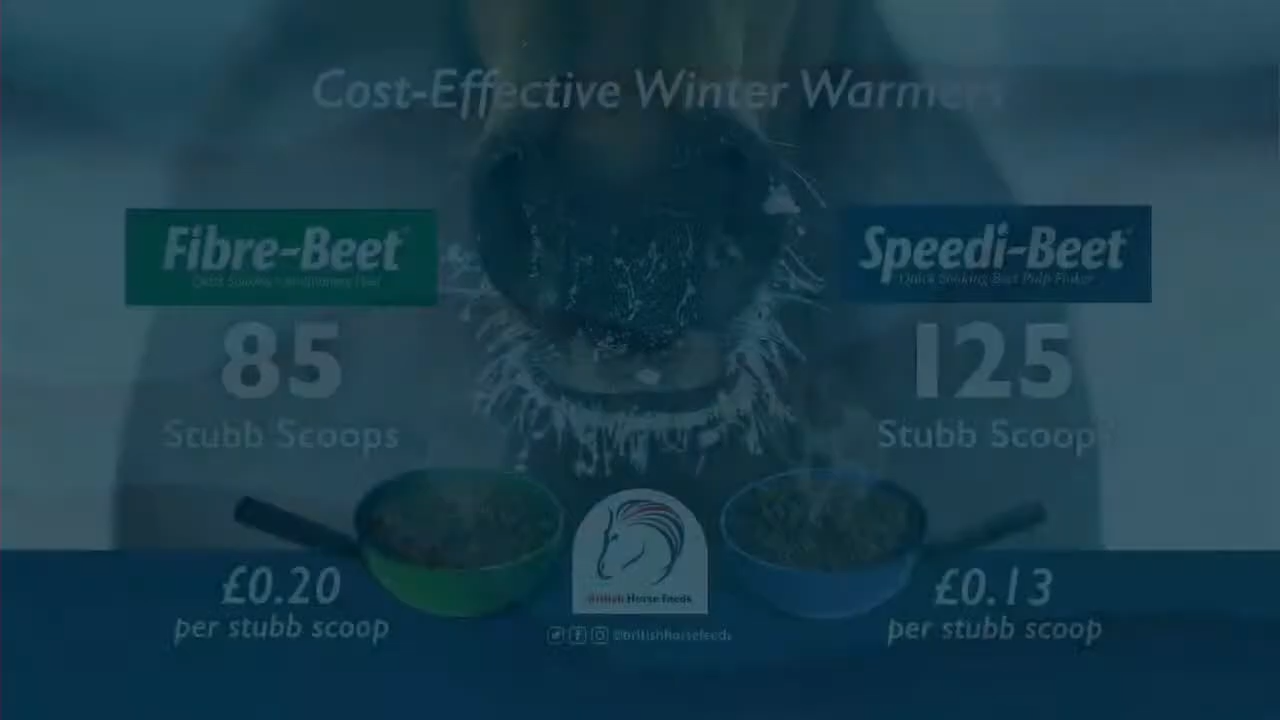 Cost-Effective Winter Warmers
Fibre-Beet
Speedi-Beet
Quick Soaking Beet Pulp Flakes
85
125
Stubb Scoops
Stubb Scoops
£0.20
£0.13
per stubb scoop
per stubb scoop
British Horse Feeds
@britishhorsefeeds